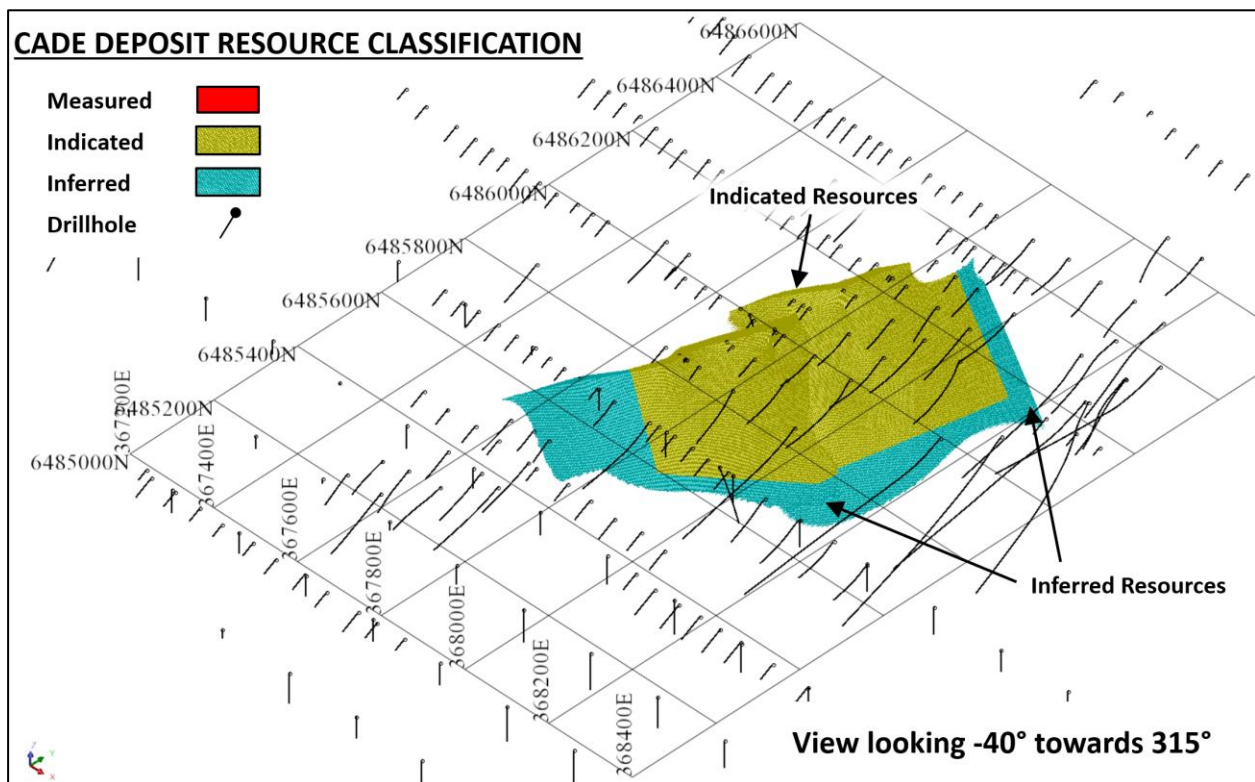 CADE DEPOSIT RESOURCE CLASSIFICATION
Measured
Indicated
Inferred
Drillhole
6486600N
6486400N
6486200N
6486000N
6485800N
6485600N
6485400N
6485200N
6485000N
367400E
367600E
367800E
368000E
368200E
368400E
Indicated Resources
Inferred Resources
View looking -40° towards 315°
Z
Y
X